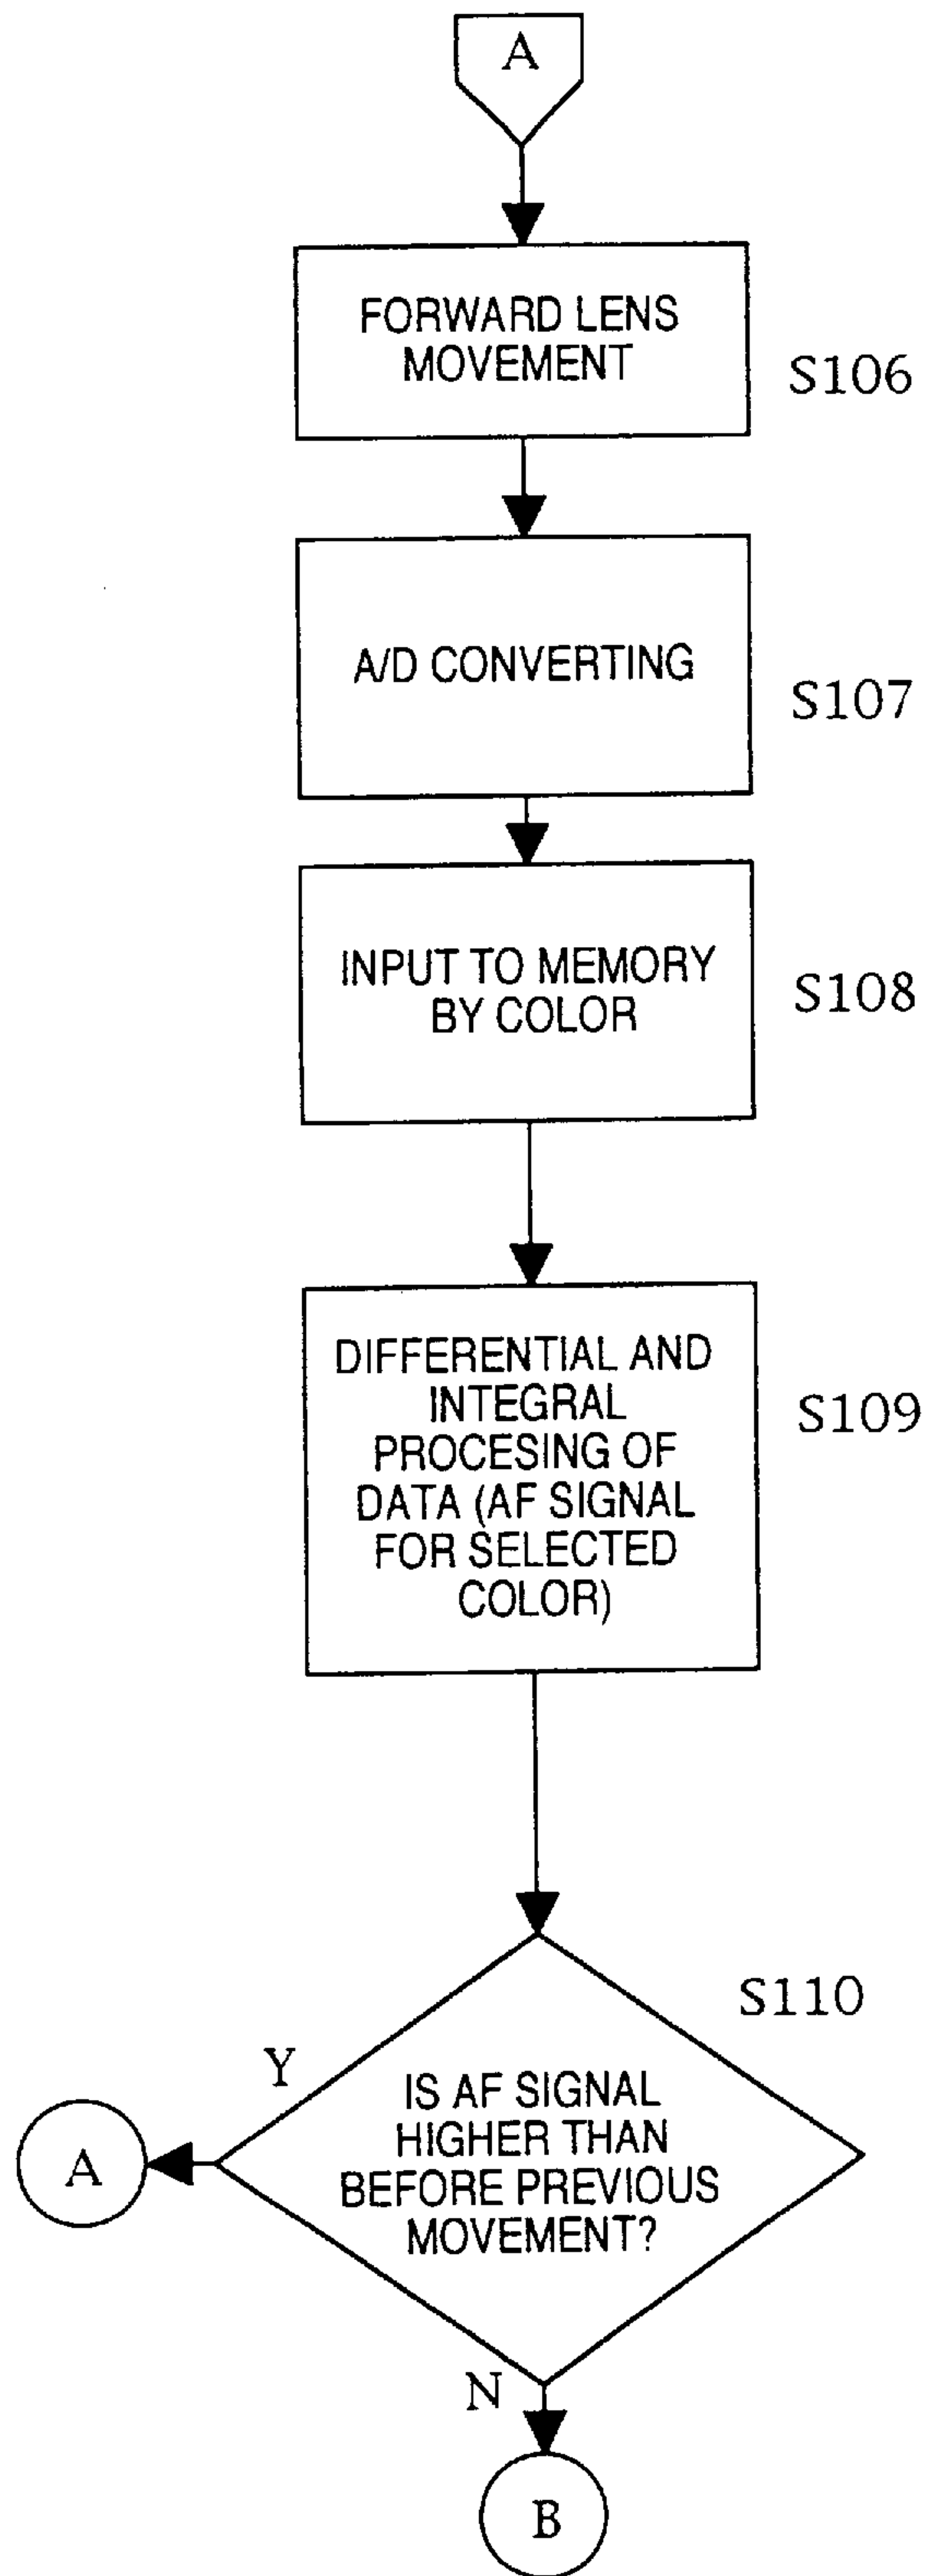 A
FORWARD LENS
MOVEMENT
S106
A/D CONVERTING
S107
INPUT TO MEMORY
BY COLOR
S108
DIFFERENTIAL AND
INTEGRAL
PROCESING OF
DATA (AF SIGNAL
FOR SELECTED
COLOR)
S109
S110
Y
IS AF SIGNAL
HIGHER THAN
BEFORE PREVIOUS
MOVEMENT?
A
N
B